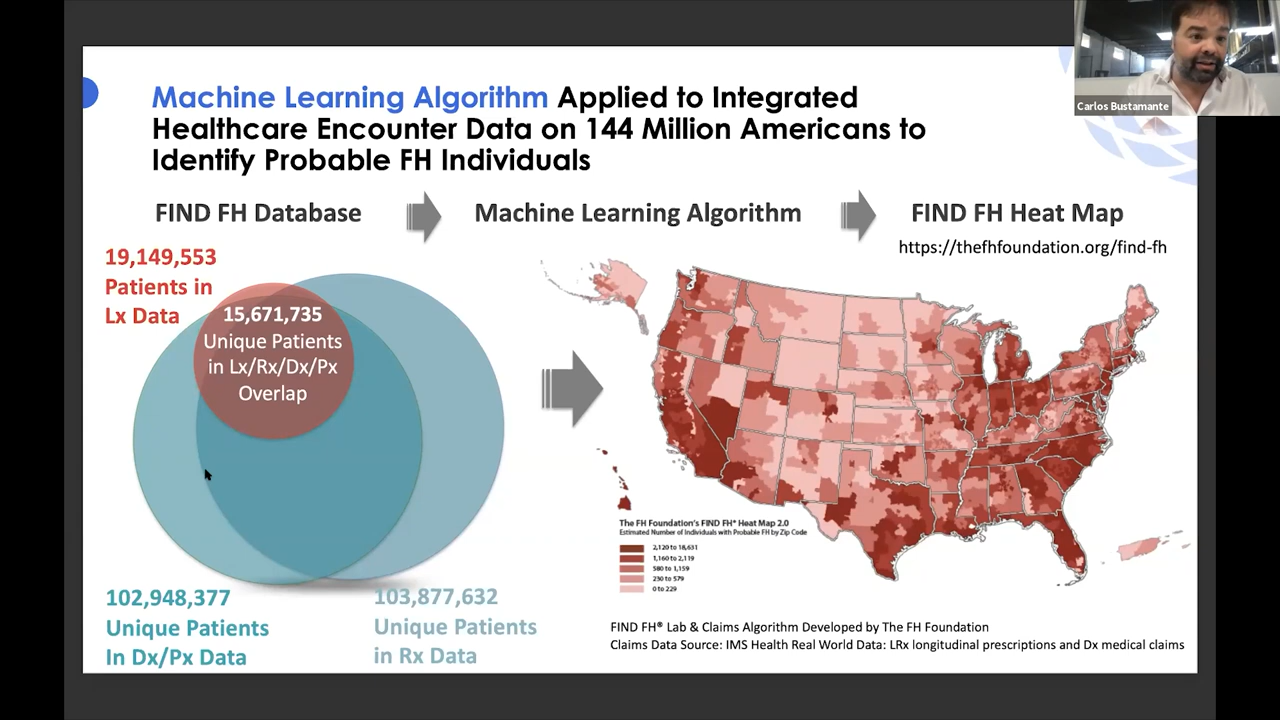 Carlos Bustamante
Machine Learning Algorithm Applied to Integrated
Healthcare Encounter Data on 144 Million Americans to
Identify Probable FH Individuals
FIND FH Database
Machine Learning Algorithm
FIND FH Heat Map
https://thefhfoundation.org/find-fh
19,149,553
Patients in
Lx Data
15,671,735
Unique Patients
in Lx/Rx/Dx/Px
Overlap
102,948,377
Unique Patients
In Dx/Px Data
103,877,632
Unique Patients
in Rx Data
The FH Foundation's FIND FH® Heat Map 2.0
Estimated Number of Individuals with Probable FH by Zip Code
2,120 to 18,631
1,160 to 2,119
580 to 1,159
230 to 579
0 to 229
FIND FH® Lab & Claims Algorithm Developed by The FH Foundation
Claims Data Source: IMS Health Real World Data: LRx longitudinal prescriptions and Dx medical claims